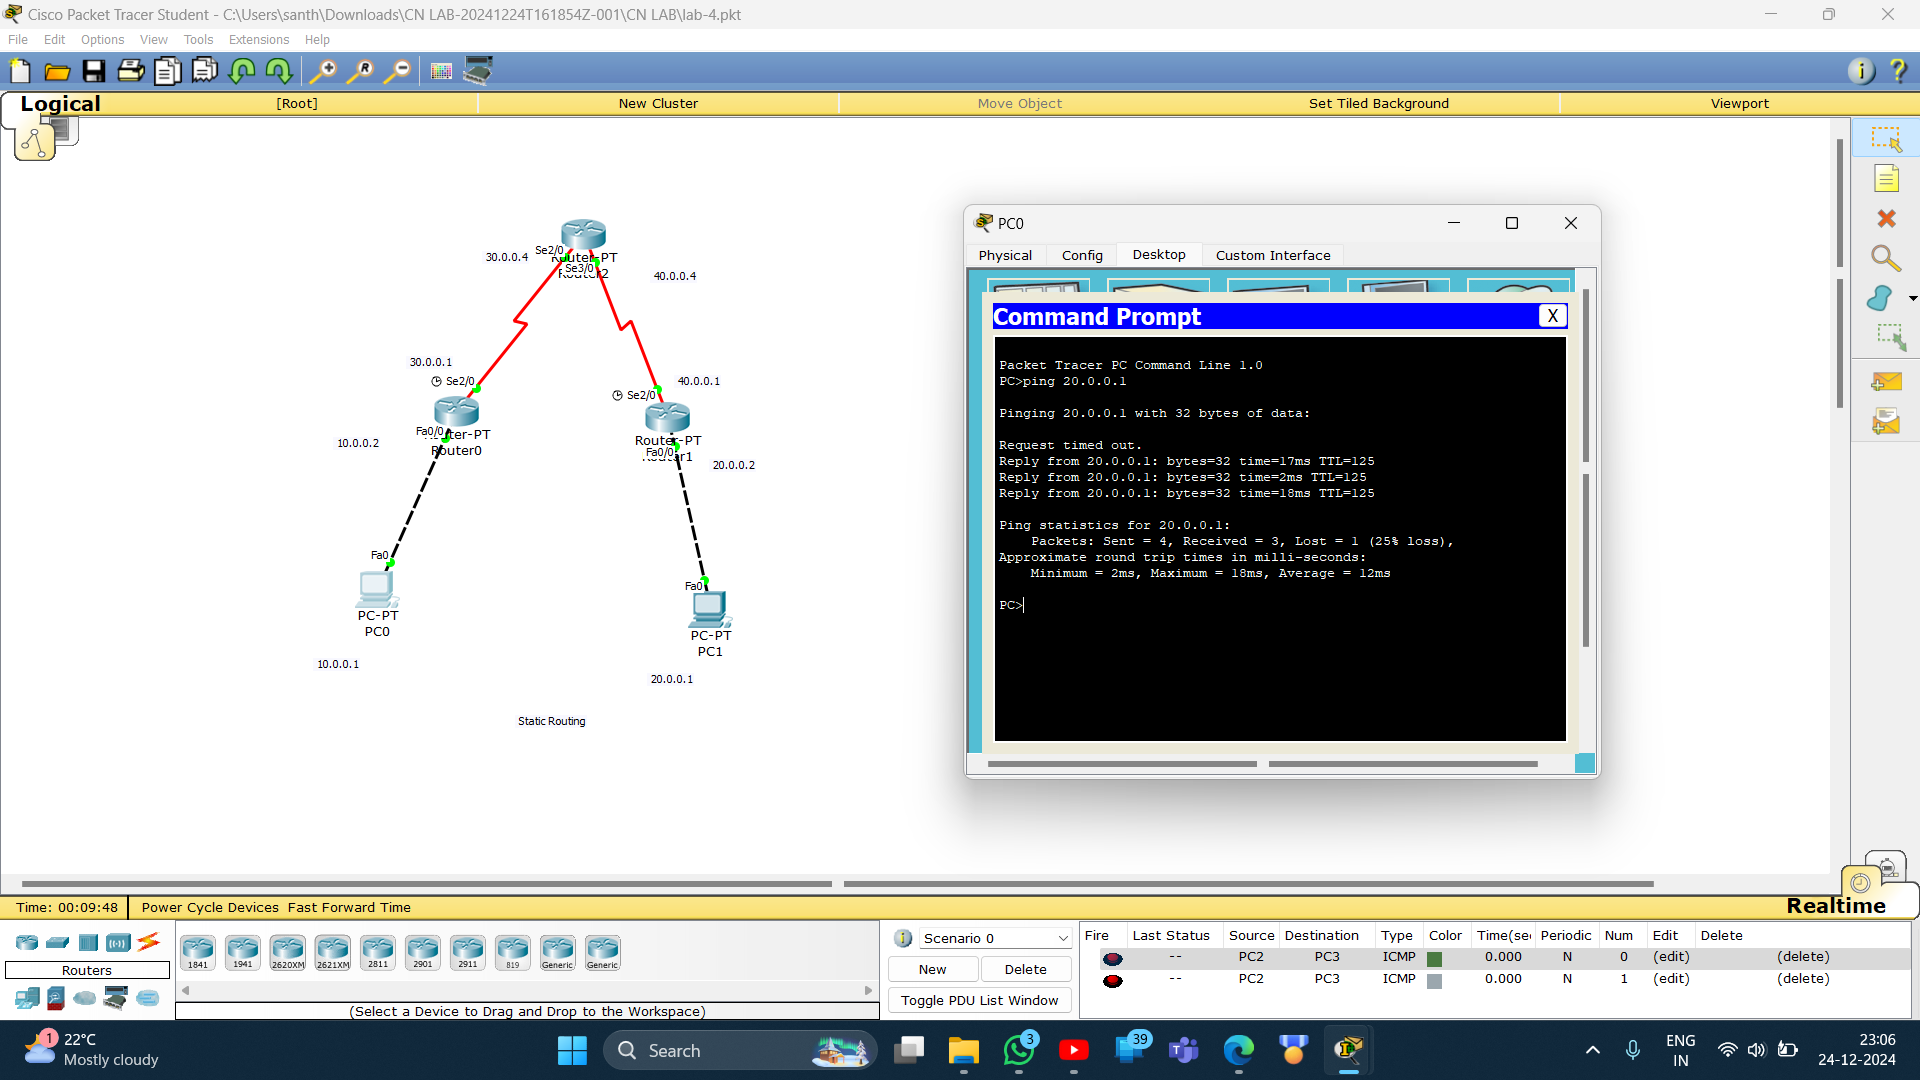 Cisco Packet Tracer Student - C:\Users\santh\Downloads\CN LAB-20241224T161854Z-001\CN LAB\lab-4.pkt
File Edit Options View Tools Extensions Help
Logical [Root] New Cluster Move Object Set Tiled Background Viewport
Se2/0
30.0.0.4
Router-PT
Se3/0
Router2
40.0.0.4
30.0.0.1
Se2/0
40.0.0.1
Se2/0
Fa0/0
Router-PT
Router0
10.0.0.2
Router-PT
Fa0/0
Router1
20.0.0.2
Fa0
PC-PT
PC0
10.0.0.1
Fa0
PC-PT
PC1
20.0.0.1
Static Routing
PC0
Physical Config Desktop Custom Interface
Command Prompt X
Packet Tracer PC Command Line 1.0
PC>ping 20.0.0.1
Pinging 20.0.0.1 with 32 bytes of data:
Request timed out.
Reply from 20.0.0.1: bytes=32 time=17ms TTL=125
Reply from 20.0.0.1: bytes=32 time=2ms TTL=125
Reply from 20.0.0.1: bytes=32 time=18ms TTL=125
Ping statistics for 20.0.0.1:
Packets: Sent = 4, Received = 3, Lost = 1 (25% loss),
Approximate round trip times in milli-seconds:
Minimum = 2ms, Maximum = 18ms, Average = 12ms
PC>
Time: 00:09:48 Power Cycle Devices Fast Forward Time Realtime
Routers
1841 1941 2620XM 2621XM 2811 2901 2911 819 Generic Generic
(Select a Device to Drag and Drop to the Workspace)
Scenario 0
New Delete
Toggle PDU List Window
Fire Last Status Source Destination Type Color Time(sec Periodic Num Edit Delete
-- PC2 PC3 ICMP 0.000 N 0 (edit) (delete)
-- PC2 PC3 ICMP 0.000 N 1 (edit) (delete)
1
22°C
Mostly cloudy
Search
3
39
ENG
IN
23:06
24-12-2024